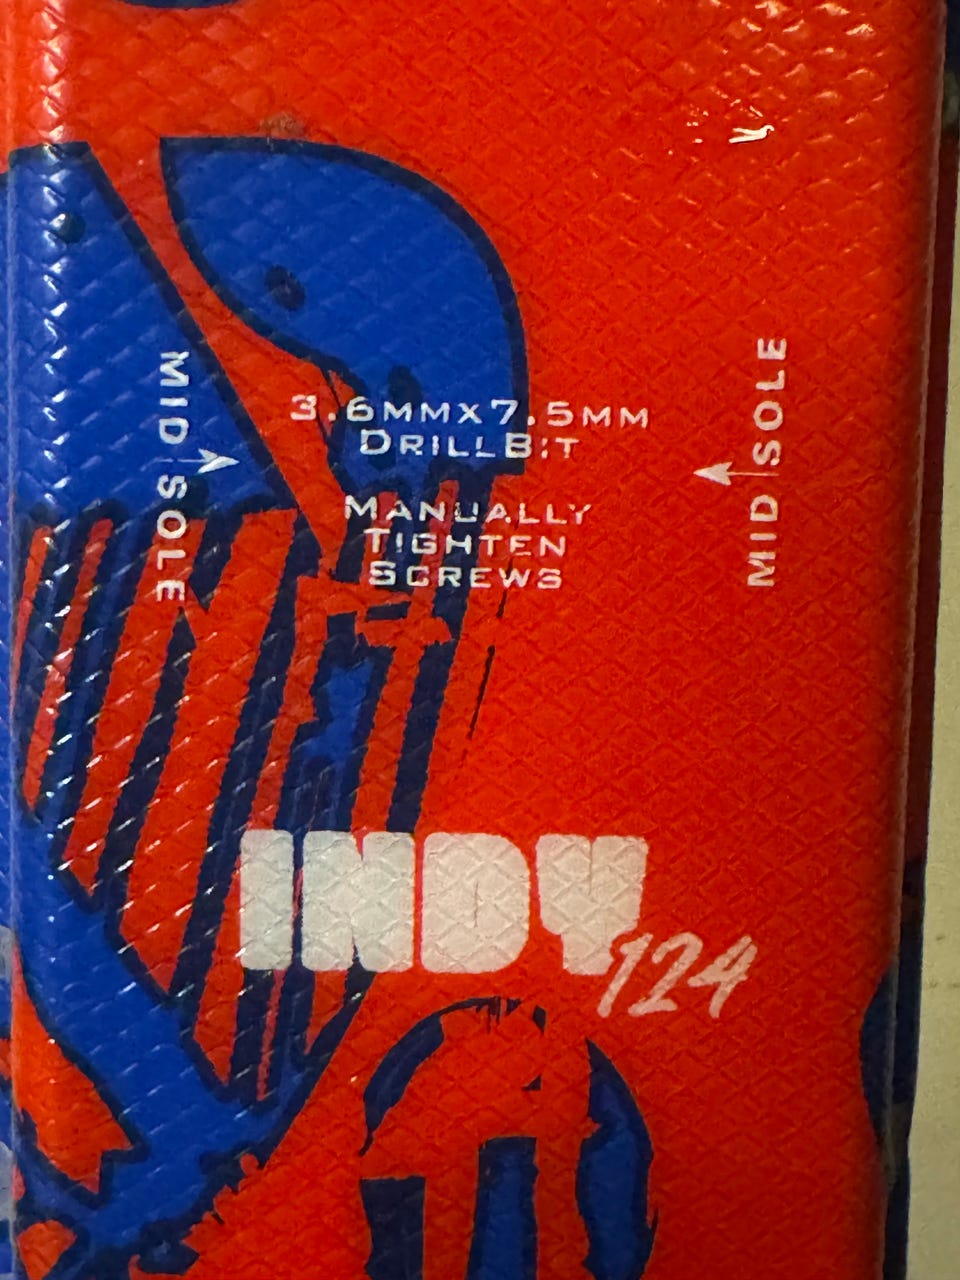 MID SOLE
3.6MMX7.5MM
DRILLBIT
MANUALLY
TIGHTEN
SCREWS
MID SOLE
INDY
124